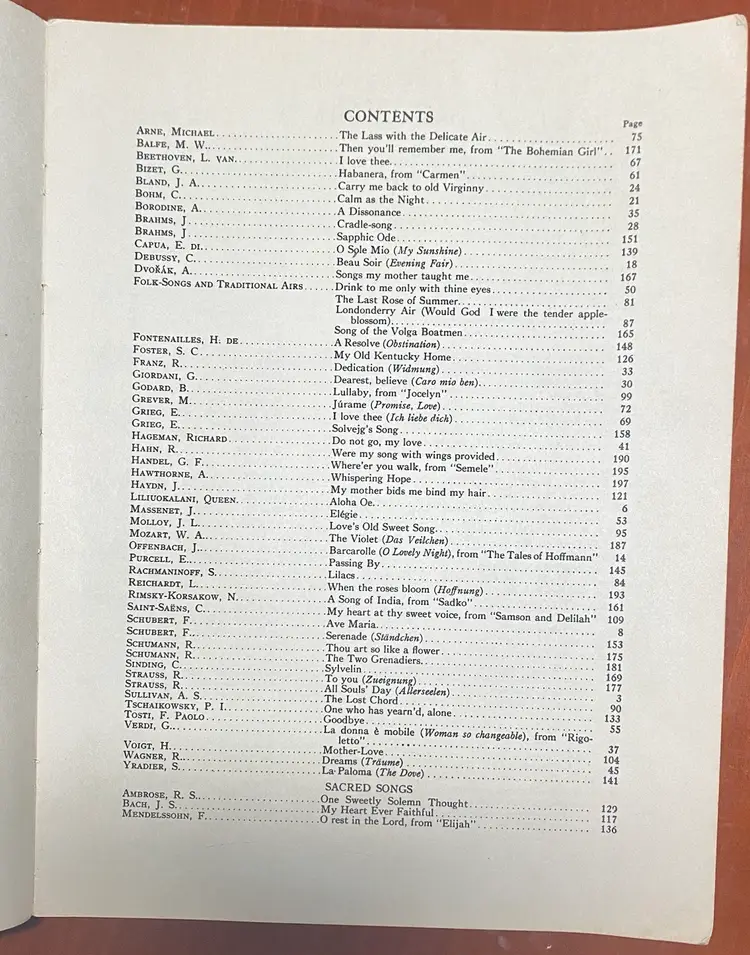 CONTENTS
Page
ARNE, MICHAEL The Lass with the Delicate Air 75
BALFE, M. W. Then you'll remember me, from "The Bohemian Girl" 171
BEETHOVEN, L. VAN I love thee 67
BIZET, G. Habanera, from "Carmen" 61
BLAND, J. A. Carry me back to old Virginny 24
BOHM, C. Calm as the Night 21
BORODINE, A. A Dissonance 35
BRAHMS, J. Cradle-song 28
BRAHMS, J. Sapphic Ode 151
CAPUA, E. DI O Sole Mio (My Sunshine) 139
DEBUSSY, C. Beau Soir (Evening Fair) 18
DVOŘÁK, A. Songs my mother taught me 167
FOLK-SONGS AND TRADITIONAL AIRS Drink to me only with thine eyes 50
The Last Rose of Summer 81
Londonderry Air (Would God I were the tender apple-
blossom) 87
Song of the Volga Boatmen 165
FONTENAILLES, H. DE A Resolve (Obstination) 148
FOSTER, S. C. My Old Kentucky Home 126
FRANZ, R. Dedication (Widmung) 33
GIORDANI, G. Dearest, believe (Caro mio ben) 30
GODARD, B. Lullaby, from "Jocelyn" 99
GREVER, M. Júrame (Promise, Love) 72
GRIEG, E. I love thee (Ich liebe dich) 69
GRIEG, E. Solvejg's Song 158
HAGEMAN, RICHARD Do not go, my love 41
HAHN, R. Were my song with wings provided 190
HANDEL, G. F. Where'er you walk, from "Semele" 195
HAWTHORNE, A. Whispering Hope 197
HAYDN, J. My mother bids me bind my hair 121
LILIUOKALANI, QUEEN Aloha Oe 6
MASSENET, J. Elégie 53
MOLLOY, J. L. Love's Old Sweet Song 95
MOZART, W. A. The Violet (Das Veilchen) 187
OFFENBACH, J. Barcarolle (O Lovely Night), from "The Tales of Hoffmann" 14
PURCELL, E. Passing By 145
RACHMANINOFF, S. Lilacs 84
REICHARDT, L. When the roses bloom (Hoffnung) 193
RIMSKY-KORSAKOW, N. A Song of India, from "Sadko" 161
SAINT-SAËNS, C. My heart at thy sweet voice, from "Samson and Delilah" 109
SCHUBERT, F. Ave Maria 8
SCHUBERT, F. Serenade (Ständchen) 153
SCHUMANN, R. Thou art so like a flower 175
SCHUMANN, R. The Two Grenadiers 181
SINDING, C. Sylvelin 169
STRAUSS, R. To you (Zueignung) 177
STRAUSS, R. All Souls' Day (Allerseelen) 3
SULLIVAN, A. S. The Lost Chord 90
TSCHAIKOWSKY, P. I. One who has yearn'd, alone 133
TOSTI, F. PAOLO Goodbye 55
VERDI, G. La donna è mobile (Woman so changeable), from "Rigo-
letto" 37
VOIGT, H. Mother-Love 104
WAGNER, R. Dreams (Träume) 45
YRADIER, S. La Paloma (The Dove) 141
SACRED SONGS
AMBROSE, R. S. One Sweetly Solemn Thought 129
BACH, J. S. My Heart Ever Faithful 117
MENDELSSOHN, F. O rest in the Lord, from "Elijah" 136